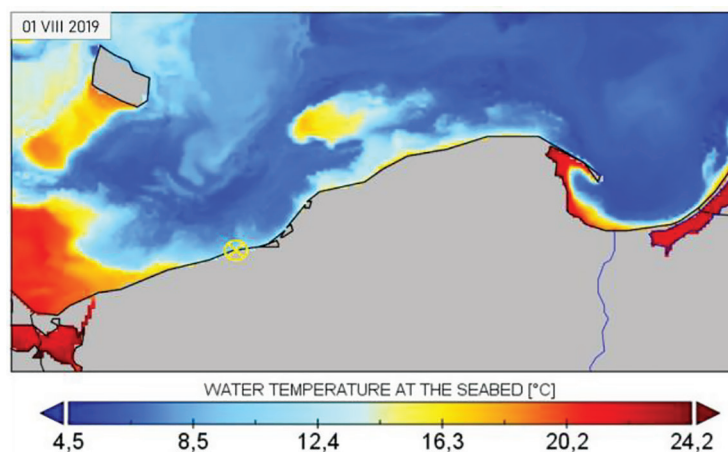 01 VIII 2019
WATER TEMPERATURE AT THE SEABED [°C]
4,5 8,5 12,4 16,3 20,2 24,2